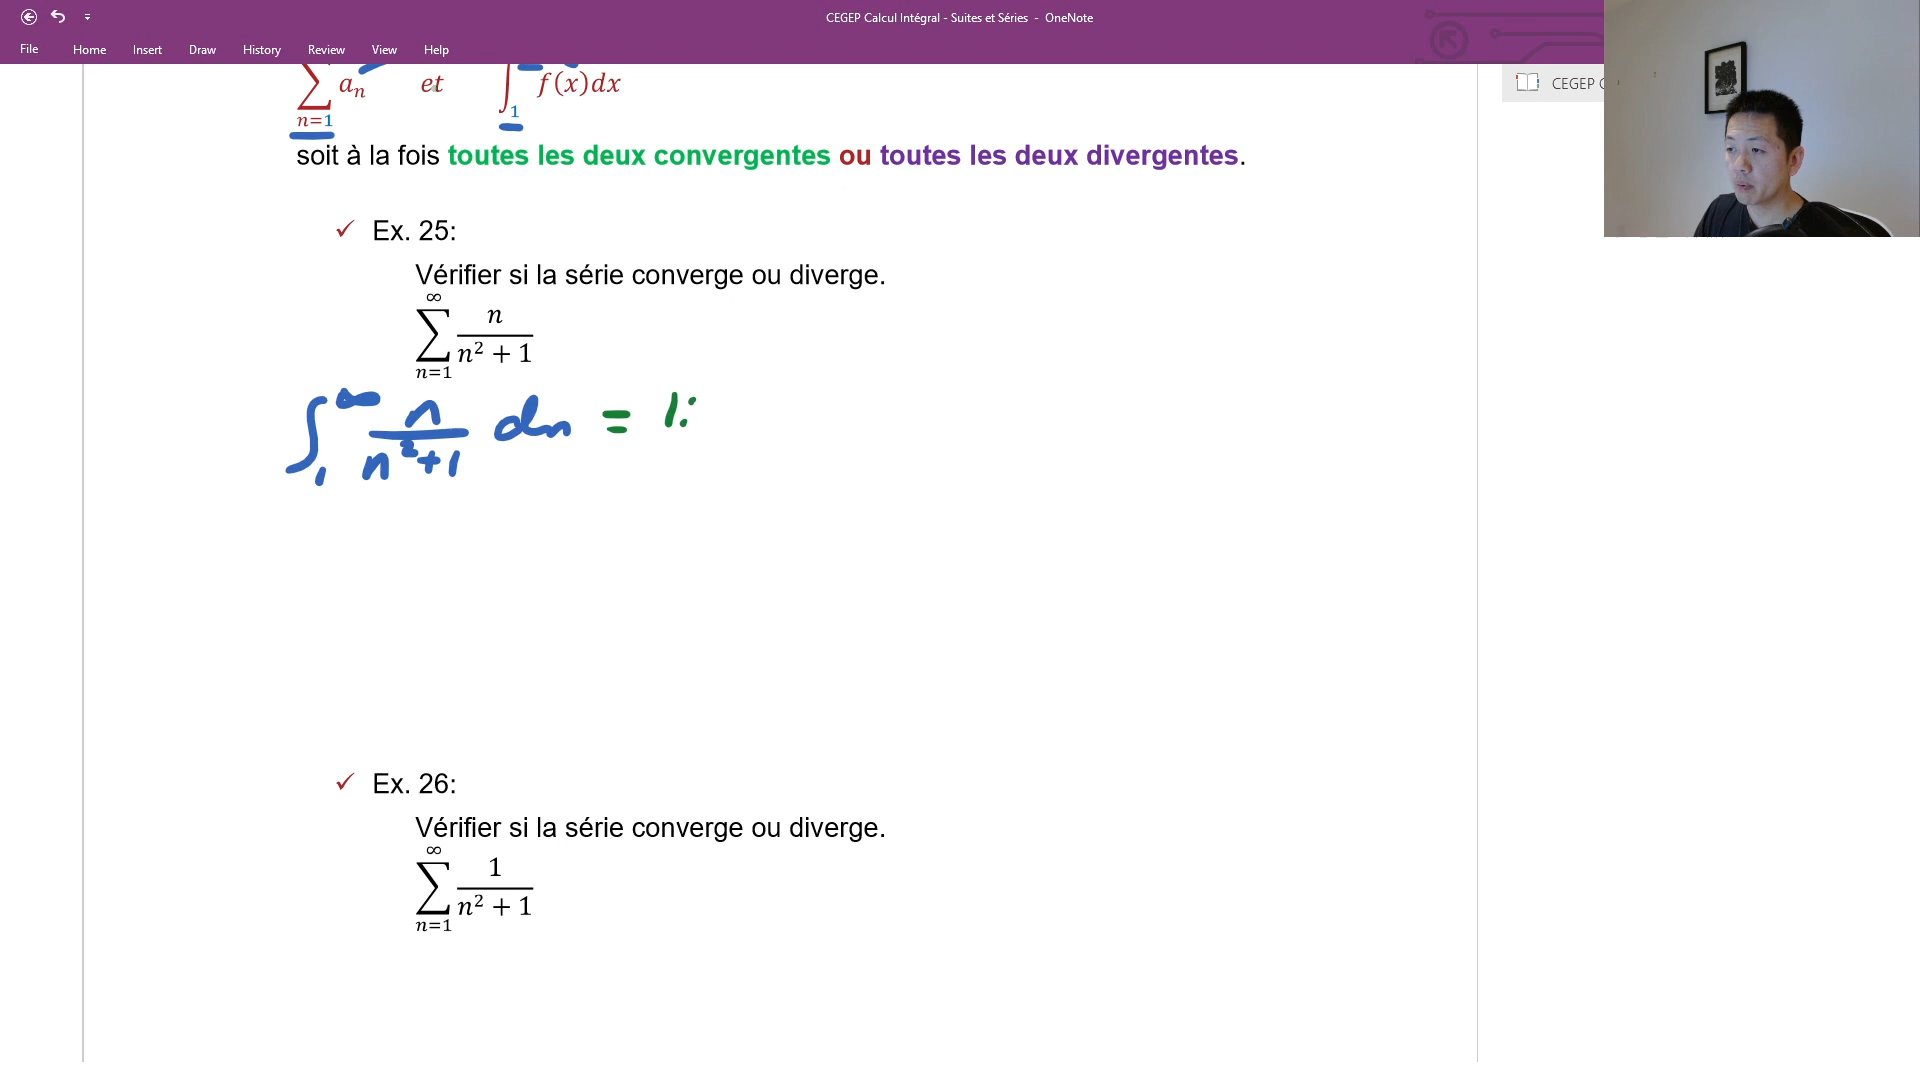 CEGEP Calcul Intégral - Suites et Séries - OneNote
File Home Insert Draw History Review View Help
CEGEP C
∑ n=1 aₙ et ∫ 1 f(x)dx
soit à la fois toutes les deux convergentes ou toutes les deux divergentes.
✓ Ex. 25:
Vérifier si la série converge ou diverge.
∞ ∑ n=1 n / (n² + 1)
∫₁^∞ n / (n²+1) dn = li
✓ Ex. 26:
Vérifier si la série converge ou diverge.
∞ ∑ n=1 1 / (n² + 1)